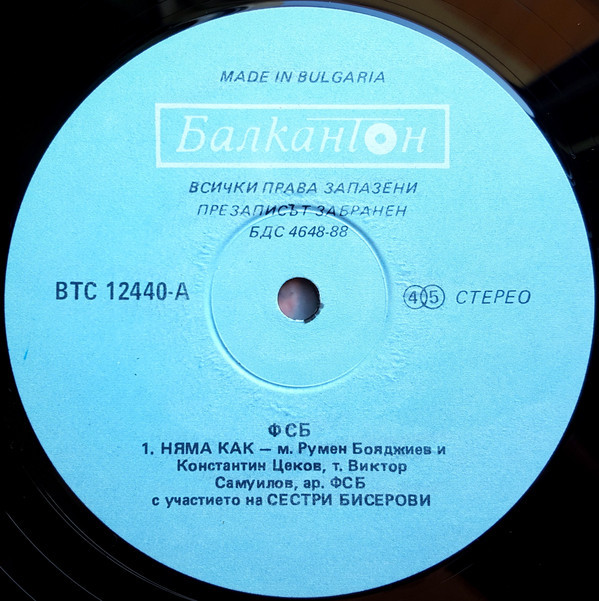 MADE IN BULGARIA
Балкантон
ВСИЧКИ ПРАВА ЗАПАЗЕНИ
ПРЕЗАПИСЪТ ЗАБРАНЕН
БДС 4648-88
ВТС 12440-А
45 СТЕРЕО
ФСБ
1. НЯМА КАК – м. Румен Бояджиев и
Константин Цеков, т. Виктор
Самуилов, ар. ФСБ
с участието на СЕСТРИ БИСЕРОВИ